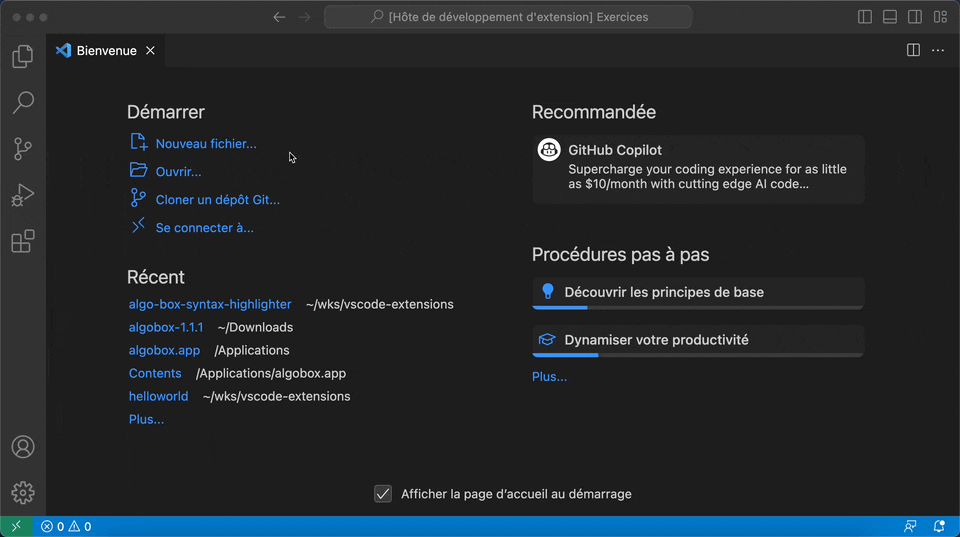 [Hôte de développement d'extension] Exercices
Bienvenue
Démarrer
Nouveau fichier...
Ouvrir...
Cloner un dépôt Git...
Se connecter à...
Récent
algo-box-syntax-highlighter ~/wks/vscode-extensions
algobox-1.1.1 ~/Downloads
algobox.app /Applications
Contents /Applications/algobox.app
helloworld ~/wks/vscode-extensions
Plus...
Recommandée
GitHub Copilot
Supercharge your coding experience for as little
as $10/month with cutting edge AI code...
Procédures pas à pas
Découvrir les principes de base
Dynamiser votre productivité
Plus...
Afficher la page d’accueil au démarrage
0 0